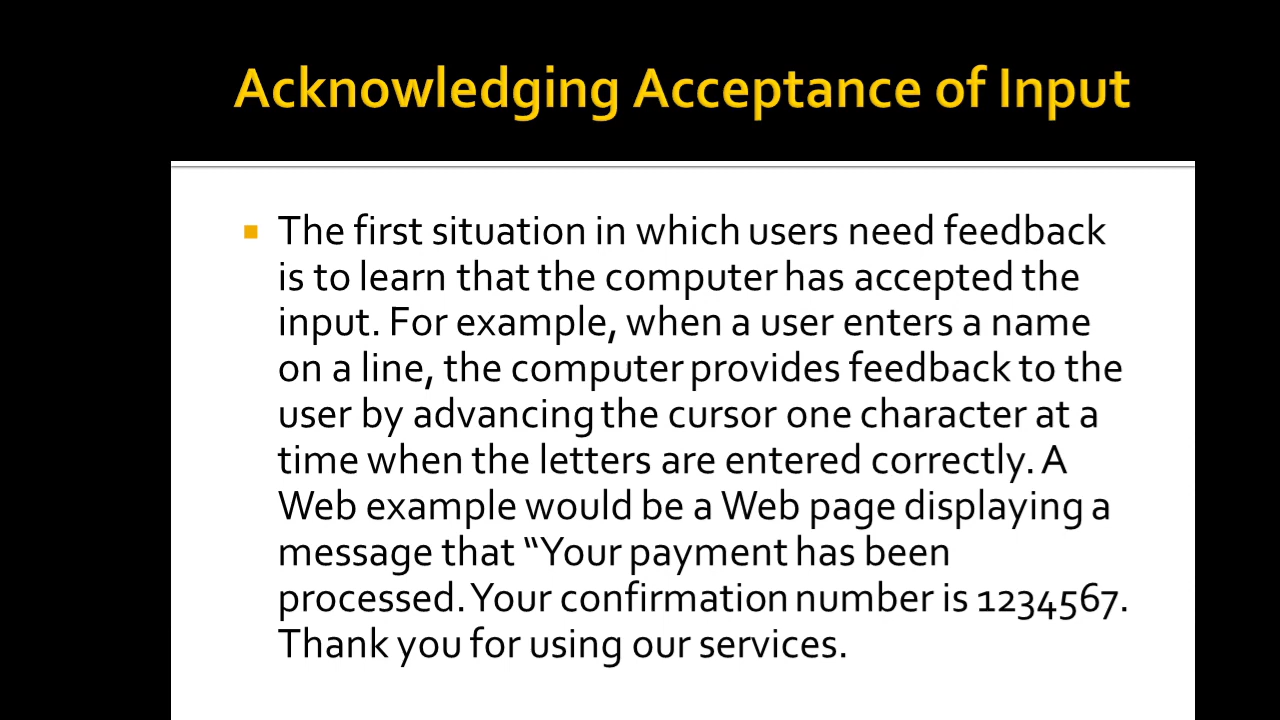 Acknowledging Acceptance of Input
The first situation in which users need feedback
is to learn that the computer has accepted the
input. For example, when a user enters a name
on a line, the computer provides feedback to the
user by advancing the cursor one character at a
time when the letters are entered correctly. A
Web example would be a Web page displaying a
message that “Your payment has been
processed. Your confirmation number is 1234567.
Thank you for using our services.